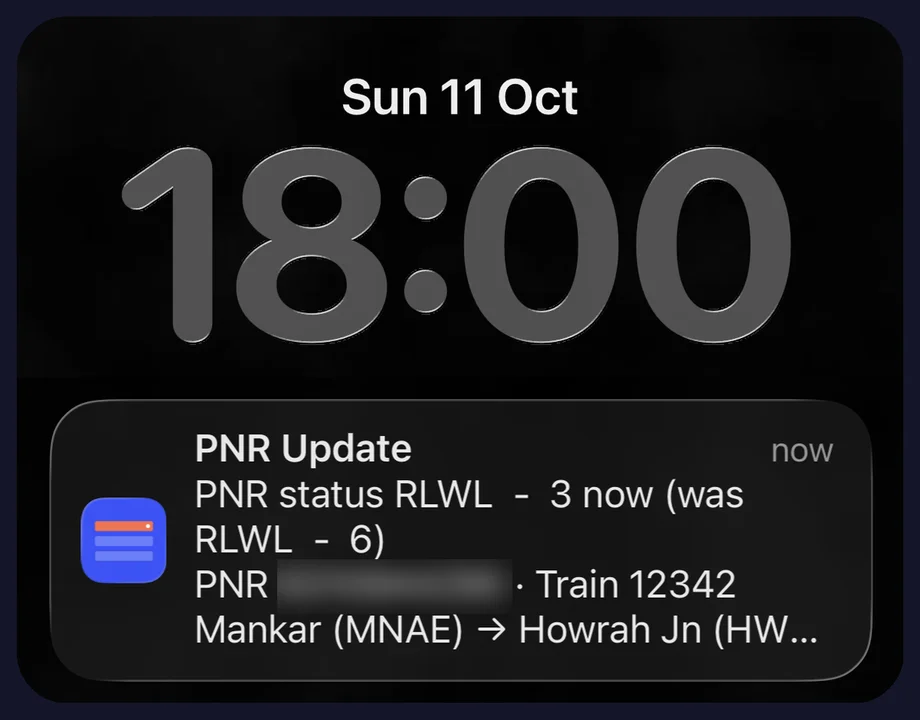 Sun 11 Oct
18:00
PNR Update
now
PNR status RLWL - 3 now (was
RLWL - 6)
PNR · Train 12342
Mankar (MNAE) → Howrah Jn (HW...